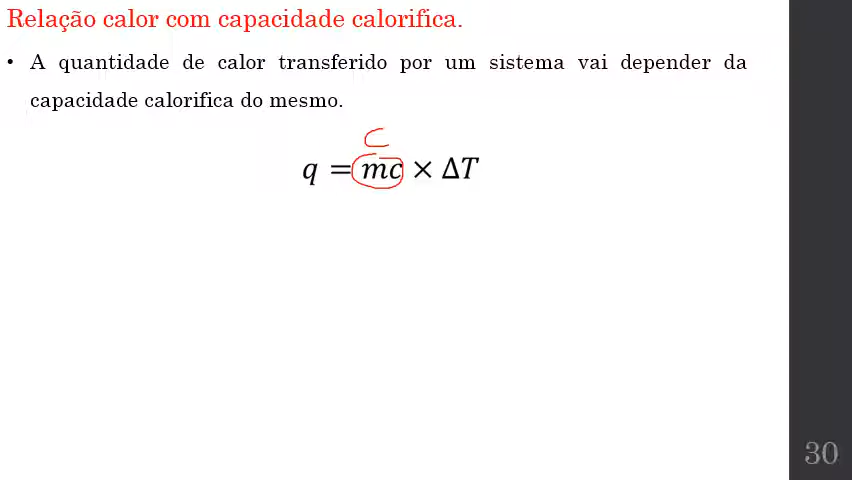 Relação calor com capacidade calorifica.
• A quantidade de calor transferido por um sistema vai depender da
capacidade calorifica do mesmo.
C
q = mc × ΔT
30